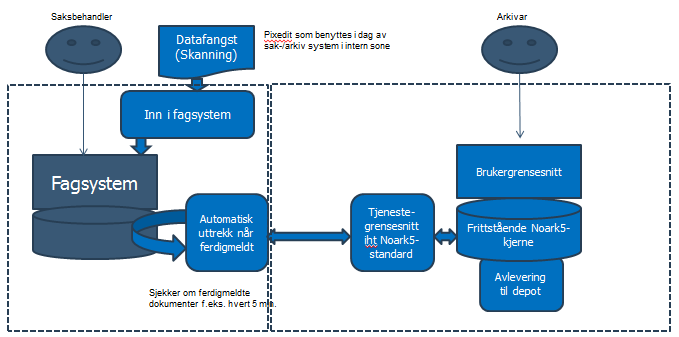 Saksbehandler
Arkivar
Datafangst
(Skanning)
Pixedit som benyttes i dag av
sak-/arkiv system i intern sone
Inn i fagsystem
Fagsystem
Automatisk
uttrekk når
ferdigmeldt
Sjekker om ferdigmeldte
dokumenter f.eks. hvert 5 min.
Tjeneste-
grensesnitt
iht Noark5-
standard
Brukergrensesnitt
Frittstående Noark5-
kjerne
Avlevering
til depot